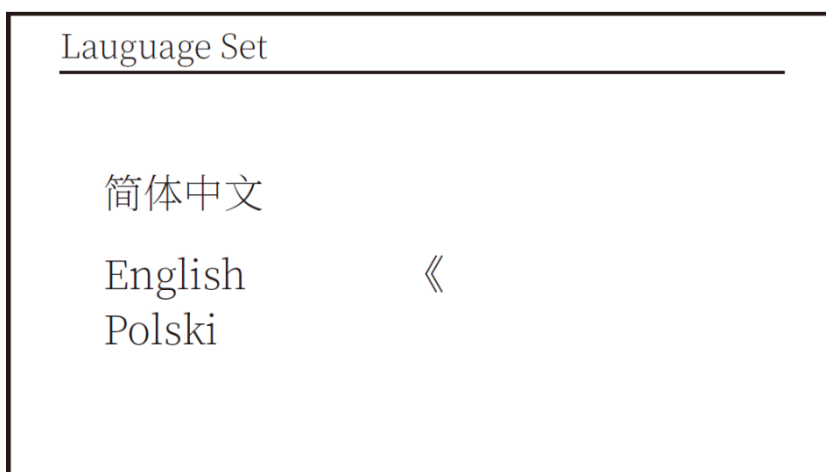 Lauguage Set
简体中文
English 《
Polski